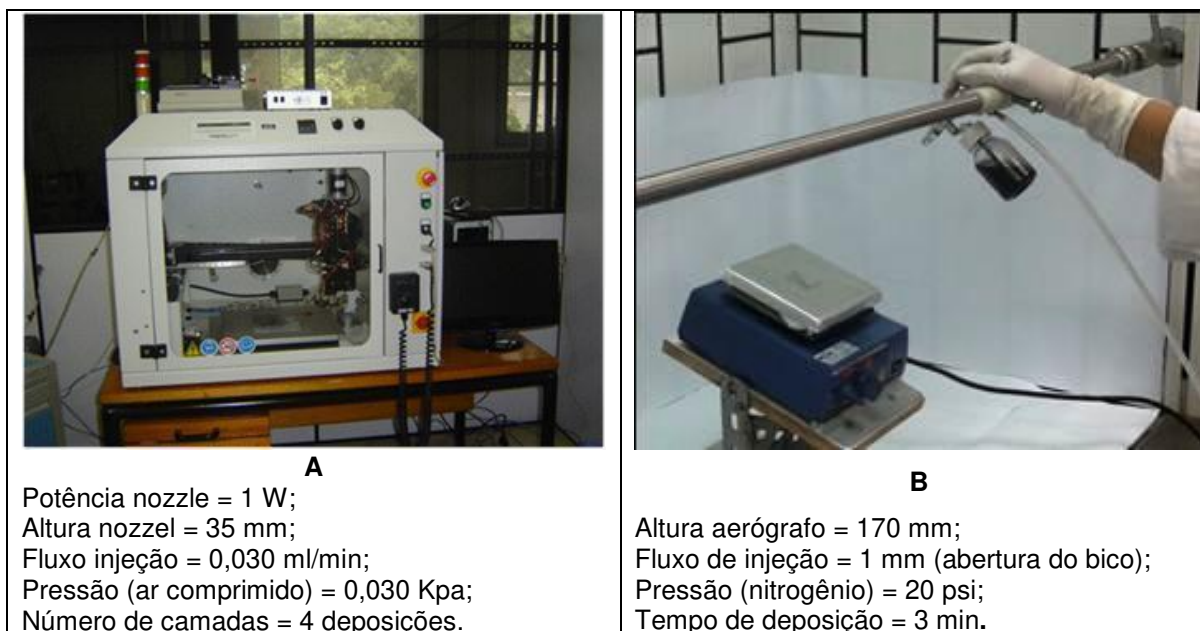 A
Potência nozzle = 1 W;
Altura nozzel = 35 mm;
Fluxo injeção = 0,030 ml/min;
Pressão (ar comprimido) = 0,030 Kpa;
Número de camadas = 4 deposições.
B
Altura aerógrafo = 170 mm;
Fluxo de injeção = 1 mm (abertura do bico);
Pressão (nitrogênio) = 20 psi;
Tempo de deposição = 3 min.